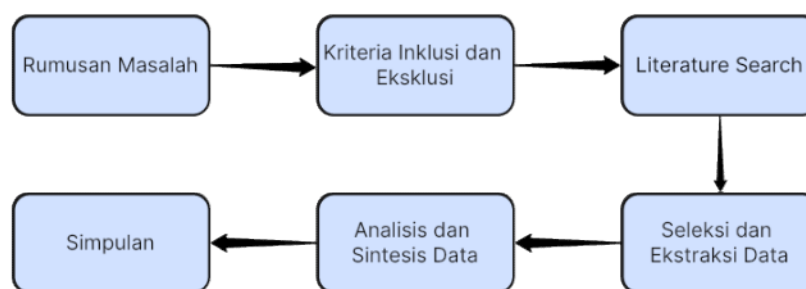 Rumusan Masalah
Kriteria Inklusi dan
Eksklusi
Literature Search
Seleksi dan
Ekstraksi Data
Analisis dan
Sintesis Data
Simpulan